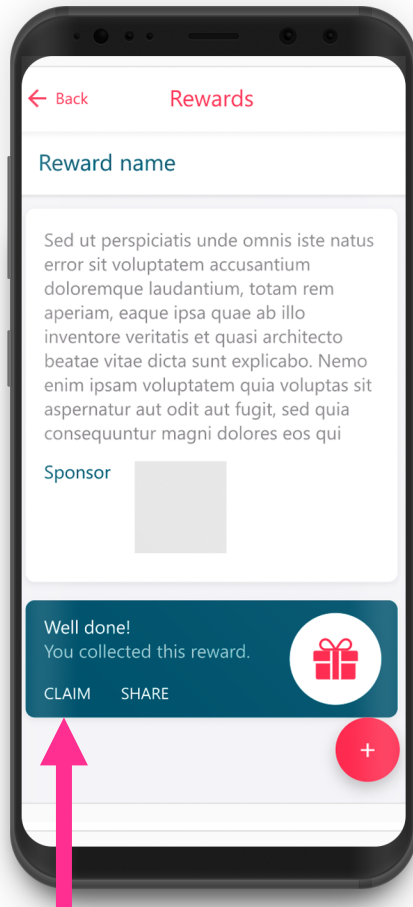 ← Back Rewards
Reward name
Sed ut perspiciatis unde omnis iste natus
error sit voluptatem accusantium
doloremque laudantium, totam rem
aperiam, eaque ipsa quae ab illo
inventore veritatis et quasi architecto
beatae vitae dicta sunt explicabo. Nemo
enim ipsam voluptatem quia voluptas sit
aspernatur aut odit aut fugit, sed quia
consequuntur magni dolores eos qui
Sponsor
Well done!
You collected this reward.
CLAIM SHARE
+